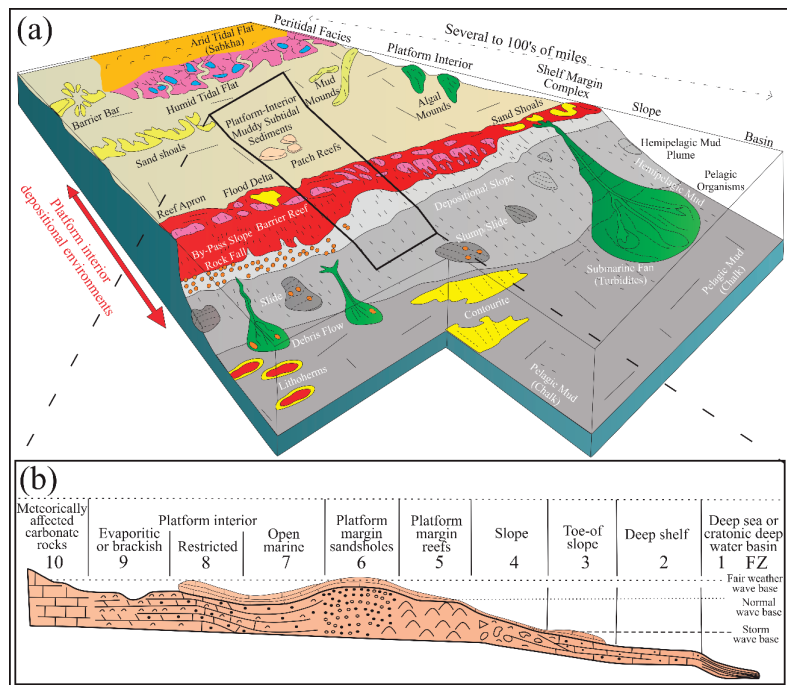 (a)
Several to 100's of miles
Peritidal Facies
Arid Tidal Flat
(Sabkha)
Platform Interior
Shelf Margin
Complex
Slope
Basin
Humid Tidal Flat
Barrier Bar
Mud
Mounds
Algal
Mounds
Sand Shoals
Platform-Interior
Muddy Subtidal
Sediments
Sand shoals
Patch Reefs
Hemipelagic Mud
Plume
Hemipelagic Mud
Pelagic
Organisms
Reef Apron
Flood Delta
Barrier Reef
By-Pass Slope
Rock Fall
Depositional Slope
Slump Slide
Slide
Submarine Fan
(Turbidites)
Pelagic Mud
(Chalk)
Contourite
Debris Flow
Lithoherms
Pelagic Mud
(Chalk)
Platform interior
depositional environments
(b)
Meteorically
affected
carbonate
rocks
10
Platform interior
Evaporitic
or brackish
9
Restricted
8
Open
marine
7
Platform
margin
sandsholes
6
Platform
margin
reefs
5
Slope
4
Toe-of
slope
3
Deep shelf
2
Deep sea or
cratonic deep
water basin
1 FZ
Fair weather
wave base
Normal
wave base
Storm
wave base